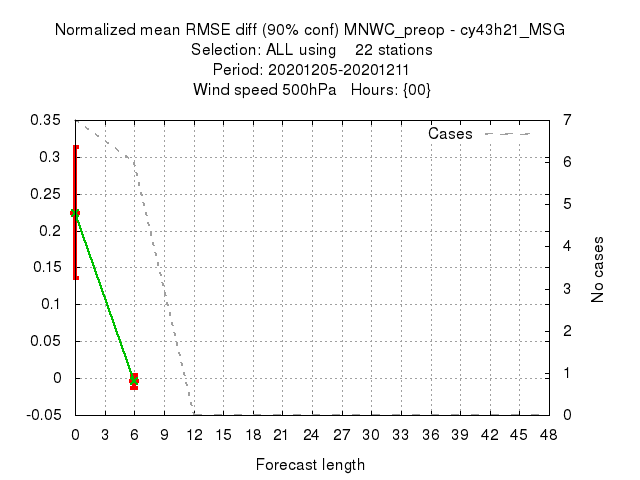 Normalized mean RMSE diff (90% conf) MNWC_preop - cy43h21_MSG
Selection: ALL using 22 stations
Period: 20201205-20201211
Wind speed 500hPa Hours: {00}
Cases
0.35
0.3
0.25
0.2
0.15
0.1
0.05
0
-0.05
7
6
5
4
3
2
1
0
No cases
0 3 6 9 12 15 18 21 24 27 30 33 36 39 42 45 48
Forecast length